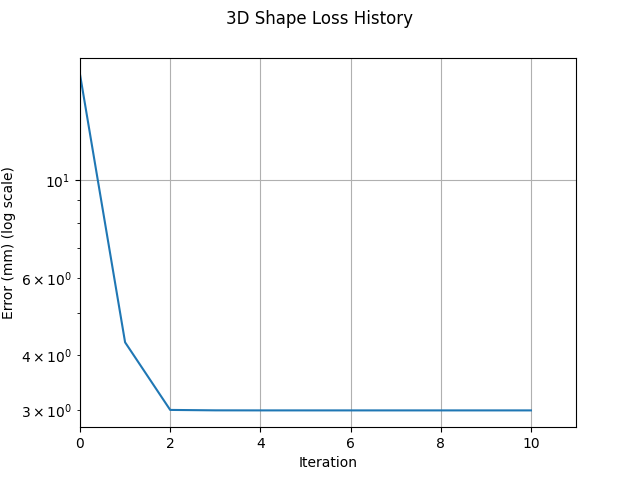 3D Shape Loss History
Error (mm) (log scale)
10¹
6 × 10⁰
4 × 10⁰
3 × 10⁰
0 2 4 6 8 10
Iteration